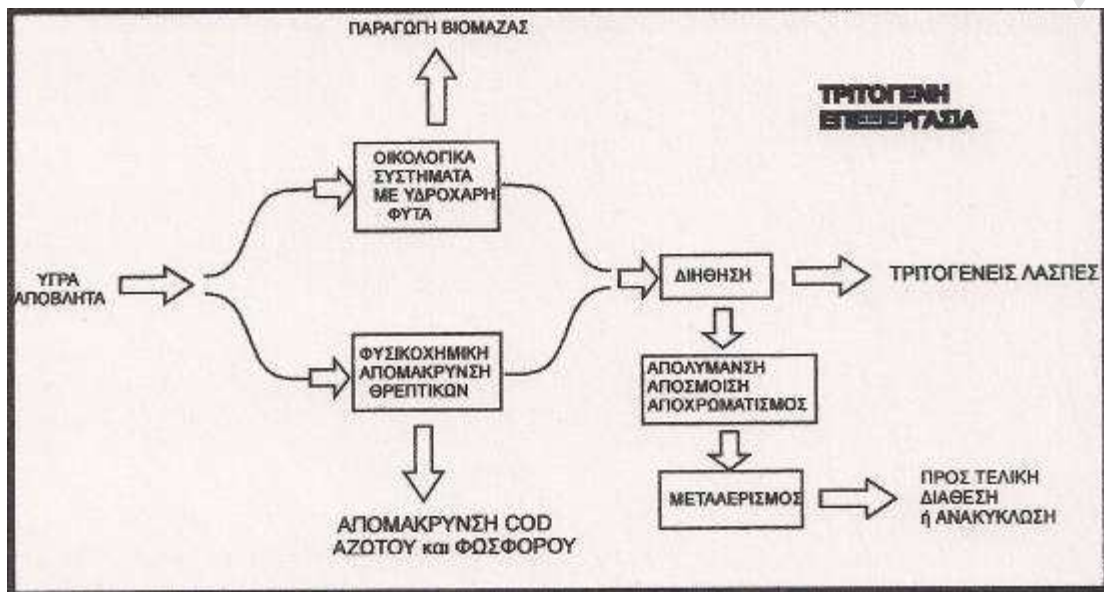 ΠΑΡΑΓΩΓΗ ΒΙΟΜΑΖΑΣ
ΤΡΙΤΟΓΕΝΗ
ΕΠΕΞΕΡΓΑΣΙΑ
ΟΙΚΟΛΟΓΙΚΑ
ΣΥΣΤΗΜΑΤΑ
ΜΕ ΥΔΡΟΧΑΡΗ
ΦΥΤΑ
ΥΓΡΑ
ΑΠΟΒΛΗΤΑ
ΔΙΗΘΗΣΗ
ΤΡΙΤΟΓΕΝΕΙΣ ΛΑΣΠΕΣ
ΦΥΣΙΚΟΧΗΜΙΚΗ
ΑΠΟΜΑΚΡΥΝΣΗ
ΘΡΕΠΤΙΚΩΝ
ΑΠΟΛΥΜΑΝΣΗ
ΑΠΟΣΜΟΙΣΗ
ΑΠΟΧΡΩΜΑΤΙΣΜΟΣ
ΜΕΤΑΑΕΡΙΣΜΟΣ
ΠΡΟΣ ΤΕΛΙΚΗ
ΔΙΑΘΕΣΗ
ή ΑΝΑΚΥΚΛΩΣΗ
ΑΠΟΜΑΚΡΥΝΣΗ COD
ΑΖΩΤΟΥ και ΦΩΣΦΟΡΟΥ